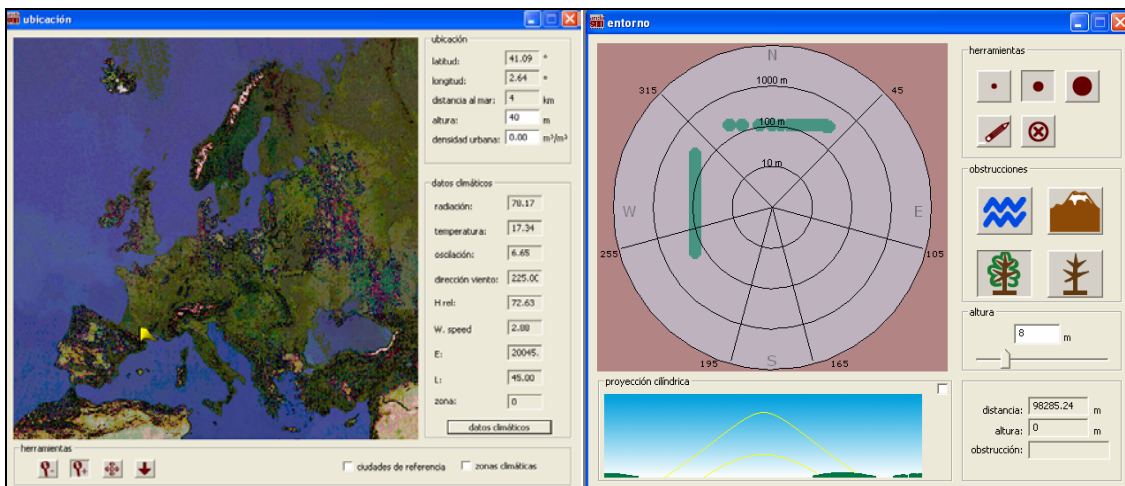 ubicación
ubicación
latitud: 41.09 °
longitud: 2.64 °
distancia al mar: 4 km
altura: 40 m
densidad urbana: 0.00 m³/m²
datos climáticos
radiación: 78.17
temperatura: 17.34
oscilación: 6.65
dirección viento: 225.00
H rel: 72.63
W. speed 2.88
E: 20045.
L: 45.00
zona: 0
datos climáticos
herramientas
ciudades de referencia
zonas climáticas
entorno
N
1000 m
315
45
100 m
10 m
W
E
255
105
195
S
165
herramientas
obstrucciones
altura
8 m
proyección cilíndrica
distancia: 98285.24 m
altura: 0 m
obstrucción: